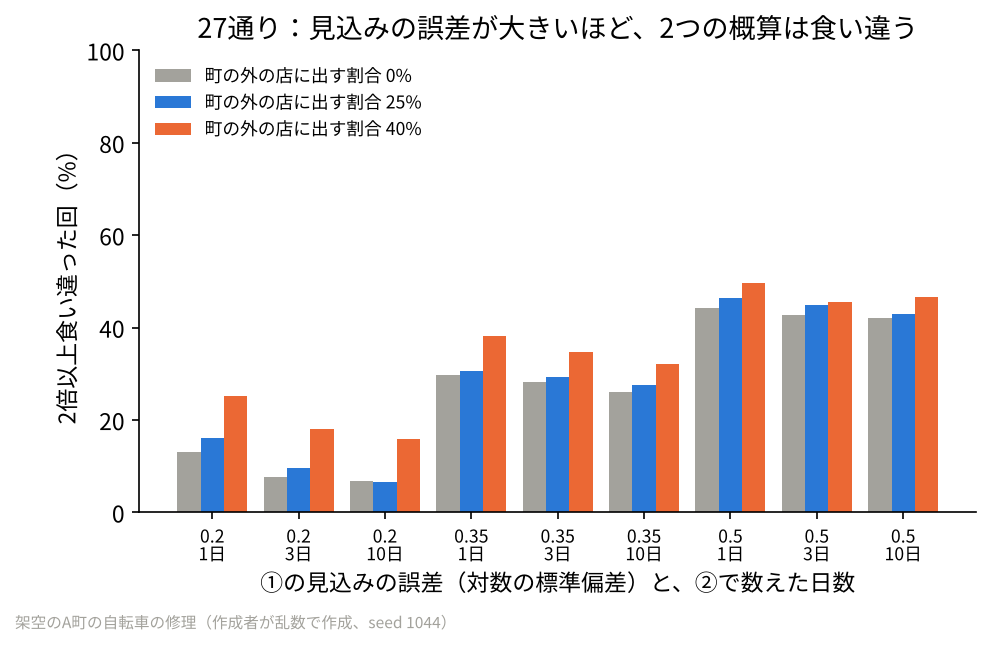 27通り：見込みの誤差が大きいほど、2つの概算は食い違う
2倍以上食い違った回（%）
100
80
60
40
20
0
町の外の店に出す割合 0%
町の外の店に出す割合 25%
町の外の店に出す割合 40%
0.2 0.2 0.2 0.35 0.35 0.35 0.5 0.5 0.5
1日 3日 10日 1日 3日 10日 1日 3日 10日
①の見込みの誤差（対数の標準偏差）と、②で数えた日数
架空のA町の自転車の修理（作成者が乱数で作成、seed 1044）